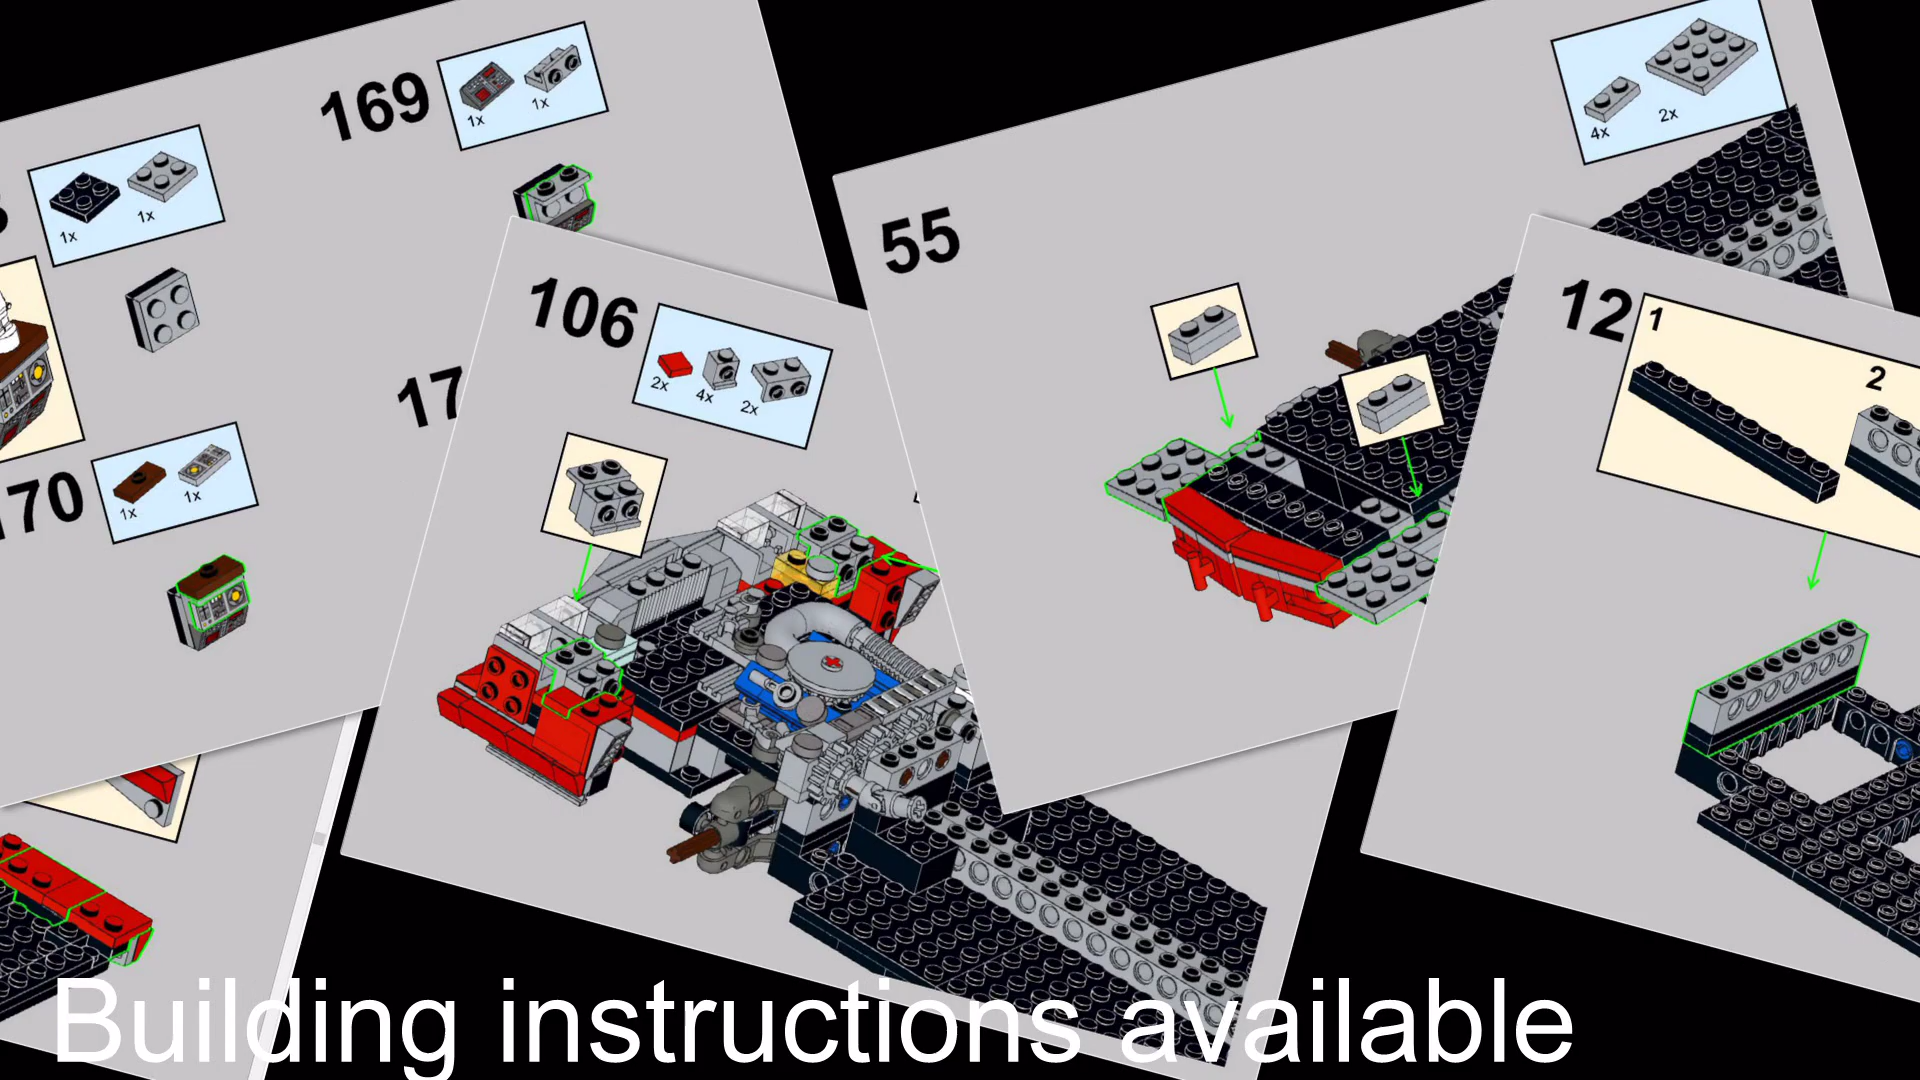 169
1x
1x
1x
1x
170
1x
1x
17
106
2x
4x
2x
55
4x
2x
12
1
2
Building instructions available